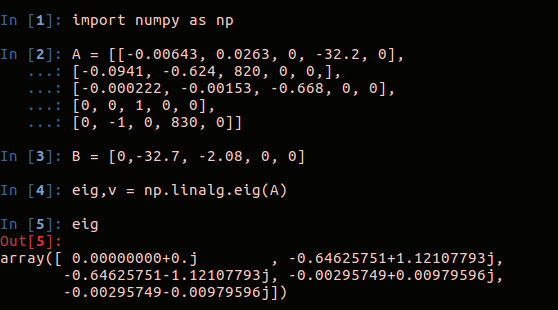 In [1]: import numpy as np
In [2]: A = [[-0.00643, 0.0263, 0, -32.2, 0],
...: [-0.0941, -0.624, 820, 0, 0,],
...: [-0.000222, -0.00153, -0.668, 0, 0],
...: [0, 0, 1, 0, 0],
...: [0, -1, 0, 830, 0]]
In [3]: B = [0,-32.7, -2.08, 0, 0]
In [4]: eig,v = np.linalg.eig(A)
In [5]: eig
Out[5]:
array([ 0.00000000+0.j        , -0.64625751+1.12107793j,
-0.64625751-1.12107793j, -0.00295749+0.00979596j,
-0.00295749-0.00979596j])